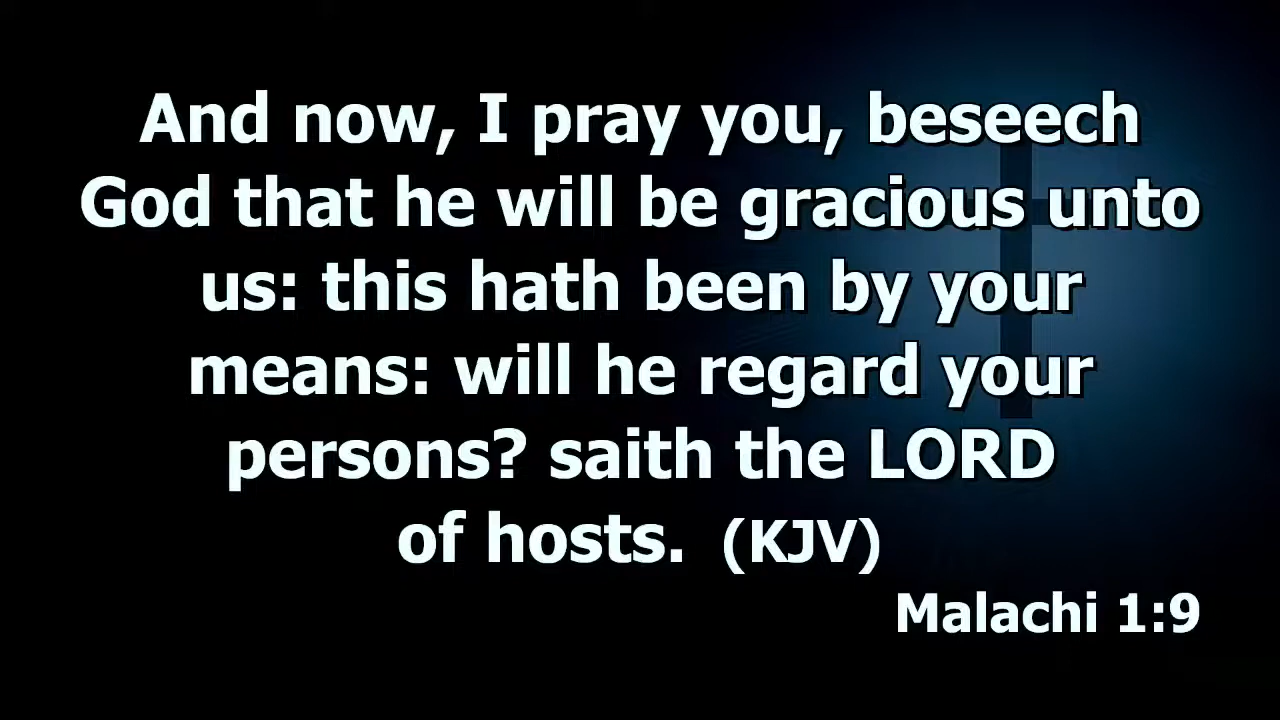 And now, I pray you, beseech
God that he will be gracious unto
us: this hath been by your
means: will he regard your
persons? saith the LORD
of hosts. (KJV)
Malachi 1:9